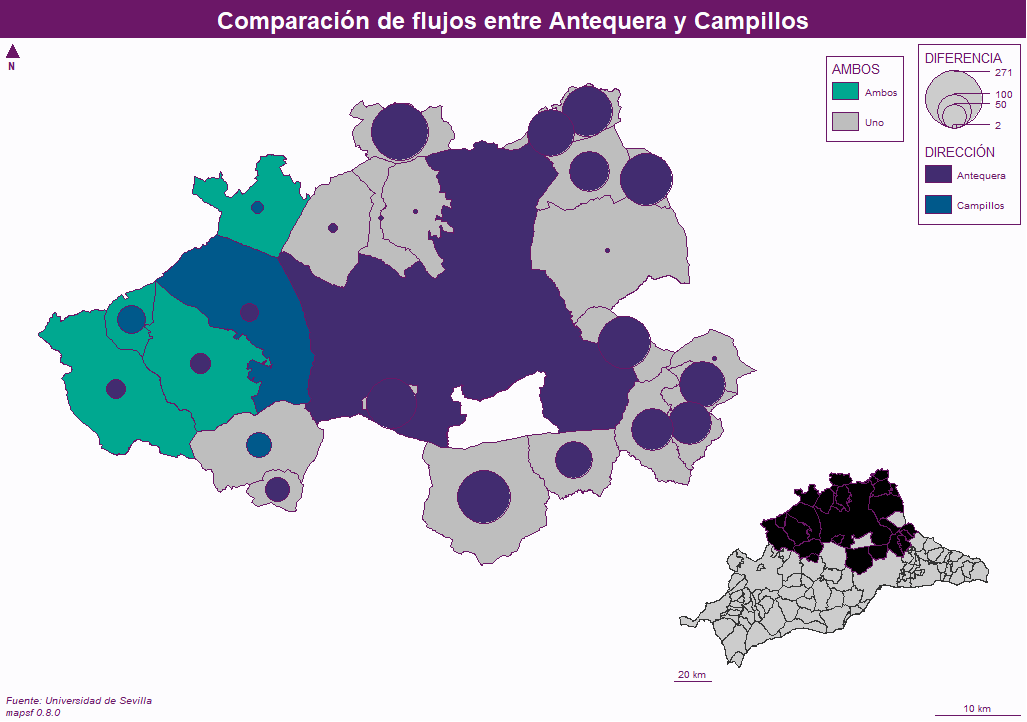 Comparación de flujos entre Antequera y Campillos
N
AMBOS
Ambos
Uno
DIFERENCIA
271
100
50
2
DIRECCIÓN
Antequera
Campillos
20 km
Fuente: Universidad de Sevilla
mapsf 0.8.0
10 km